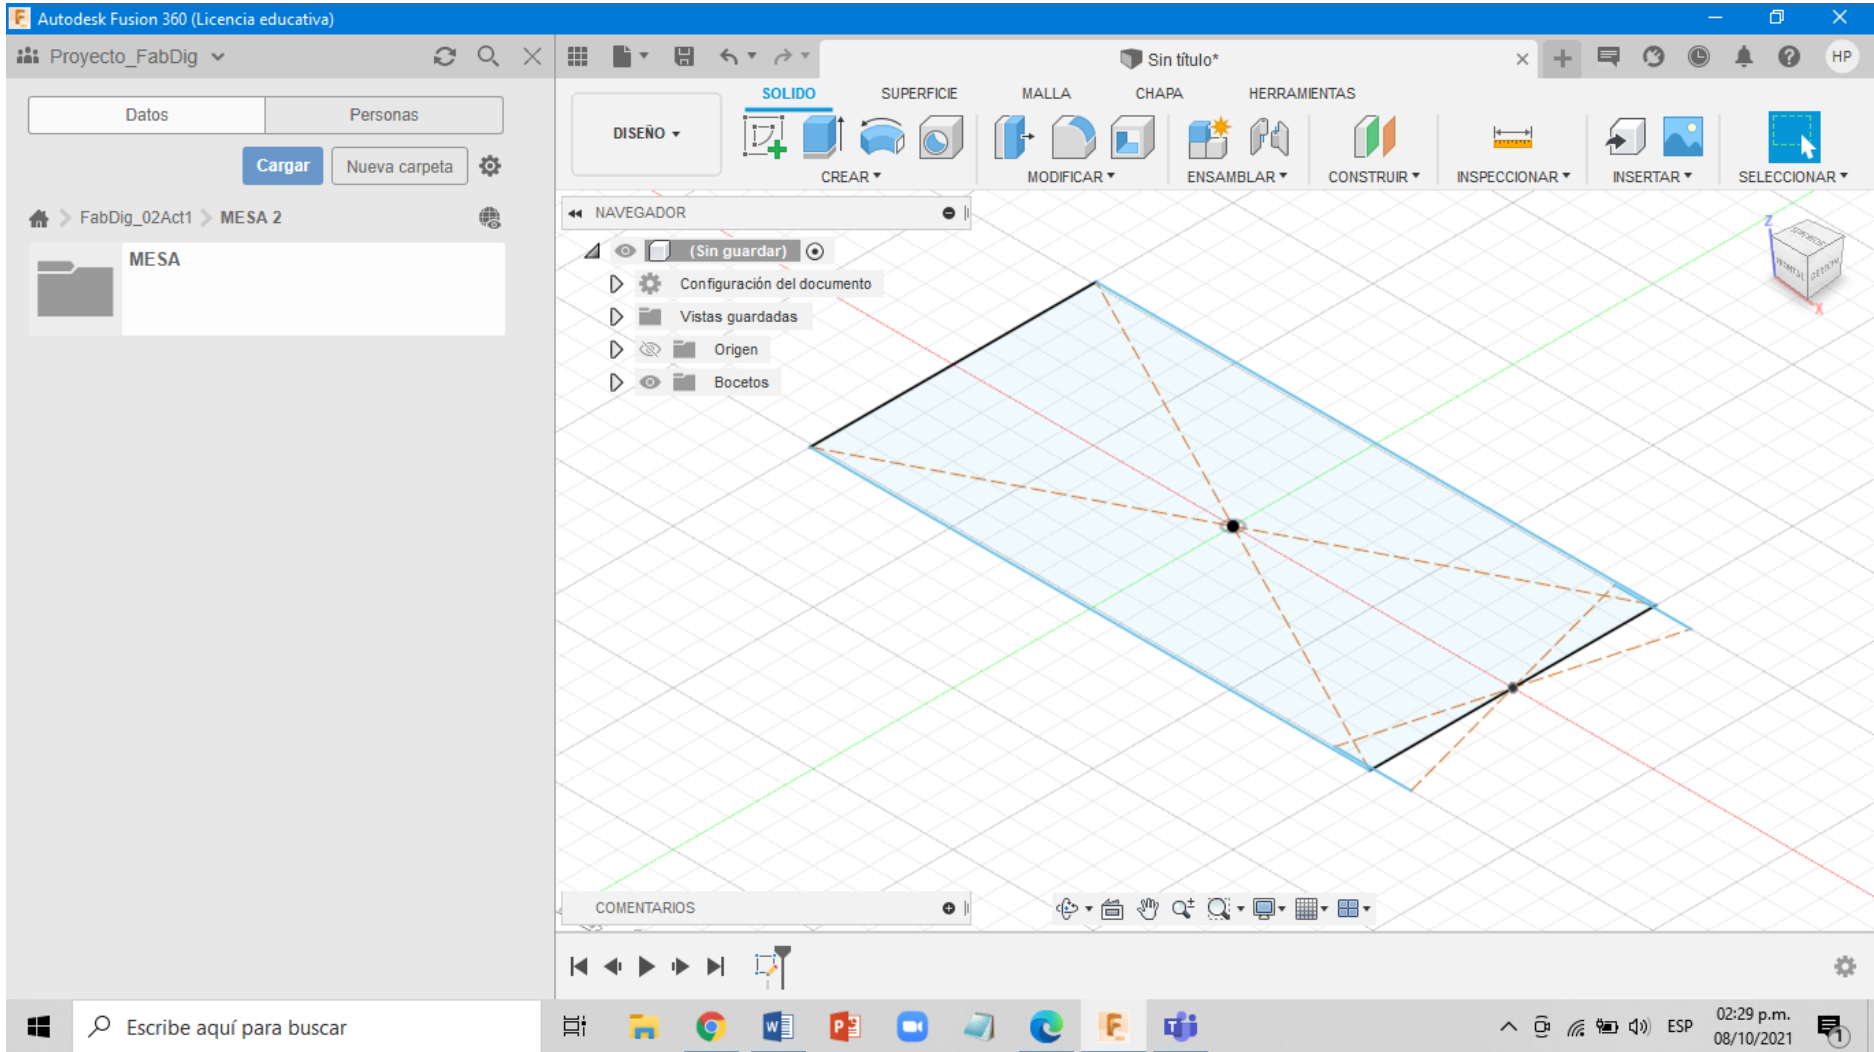 Autodesk Fusion 360 (Licencia educativa)
Proyecto_FabDig
Sin título*
HP
Datos
Personas
Cargar
Nueva carpeta
FabDig_02Act1 MESA 2
MESA
DISEÑO
SOLIDO
SUPERFICIE
MALLA
CHAPA
HERRAMIENTAS
CREAR
MODIFICAR
ENSAMBLAR
CONSTRUIR
INSPECCIONAR
INSERTAR
SELECCIONAR
NAVEGADOR
(Sin guardar)
Configuración del documento
Vistas guardadas
Origen
Bocetos
Z
FRONTAL
X
COMENTARIOS
Escribe aquí para buscar
ESP
02:29 p.m.
08/10/2021
1